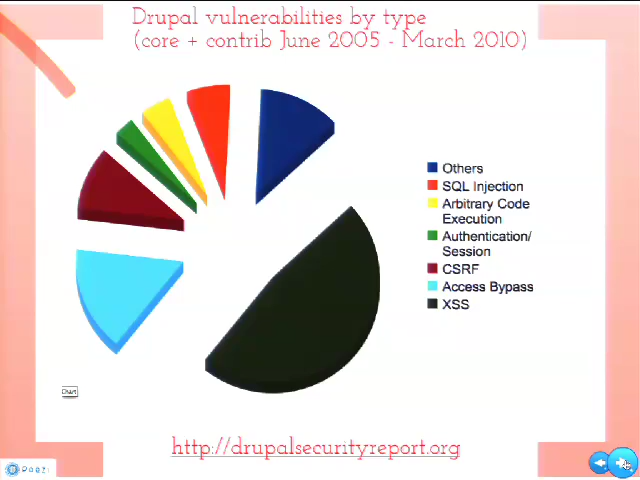 Drupal vulnerabilities by type
(core + contrib June 2005 - March 2010)
Others
SQL Injection
Arbitrary Code
Execution
Authentication/
Session
CSRF
Access Bypass
XSS
http://drupalsecurityreport.org
Prezi